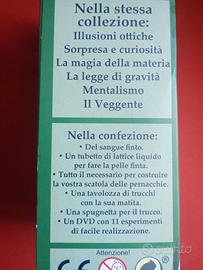 Nella stessa
collezione:
Illusioni ottiche
Sorpresa e curiosità
La magia della materia
La legge di gravità
Mentalismo
Il Veggente
Nella confezione:
• Del sangue finto.
• Un tubetto di lattice liquido
per fare la pelle finta.
• Tutto il necessario per costruire
la vostra scatola delle pernacchie.
• Una tavolozza di trucchi
con la sua matita.
• Una spugnetta per il trucco.
• Un DVD con 11 esperimenti
di facile realizzazione.
Attenzione!
CE
subito